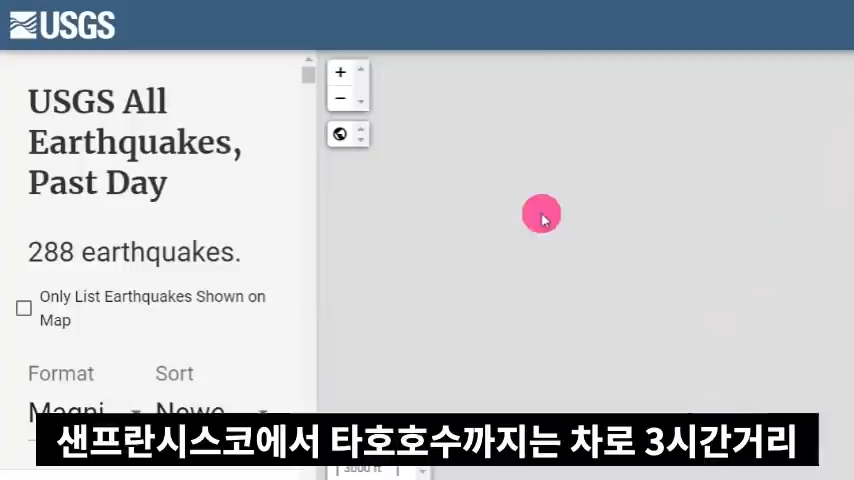 USGS
USGS All
Earthquakes,
Past Day
288 earthquakes.
Only List Earthquakes Shown on
Map
Format Sort
샌프란시스코에서 타호호수까지는 차로 3시간거리